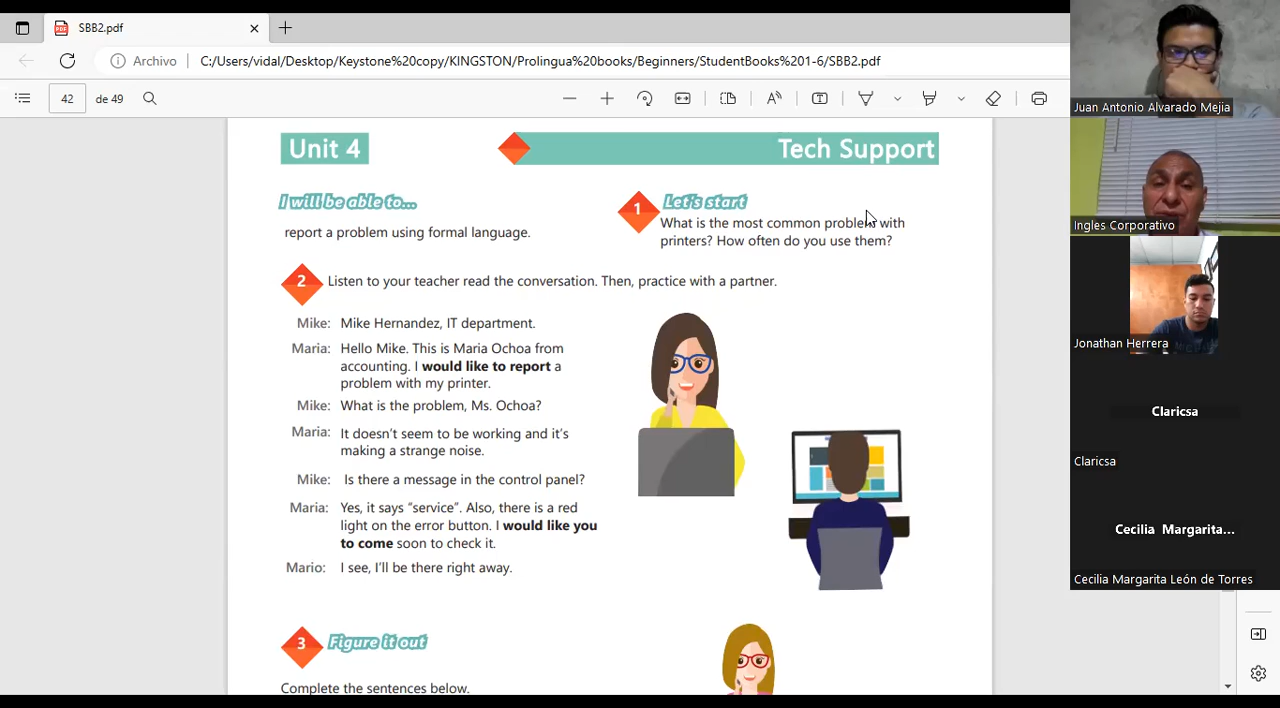 SBB2.pdf
Archivo
C:/Users/vidal/Desktop/Keystone%20copy/KINGSTON/Prolingua%20books/Beginners/StudentBooks%201-6/SBB2.pdf
42 de 49
Unit 4
Tech Support
I will be able to...
report a problem using formal language.
1 Let's start
What is the most common problem with
printers? How often do you use them?
2 Listen to your teacher read the conversation. Then, practice with a partner.
Mike: Mike Hernandez, IT department.
Maria: Hello Mike. This is Maria Ochoa from
accounting. I would like to report a
problem with my printer.
Mike: What is the problem, Ms. Ochoa?
Maria: It doesn't seem to be working and it's
making a strange noise.
Mike: Is there a message in the control panel?
Maria: Yes, it says “service”. Also, there is a red
light on the error button. I would like you
to come soon to check it.
Mario: I see, I'll be there right away.
3 Figure it out
Complete the sentences below.
Juan Antonio Alvarado Mejia
Ingles Corporativo
Jonathan Herrera
Claricsa
Claricsa
Cecilia Margarita...
Cecilia Margarita León de Torres